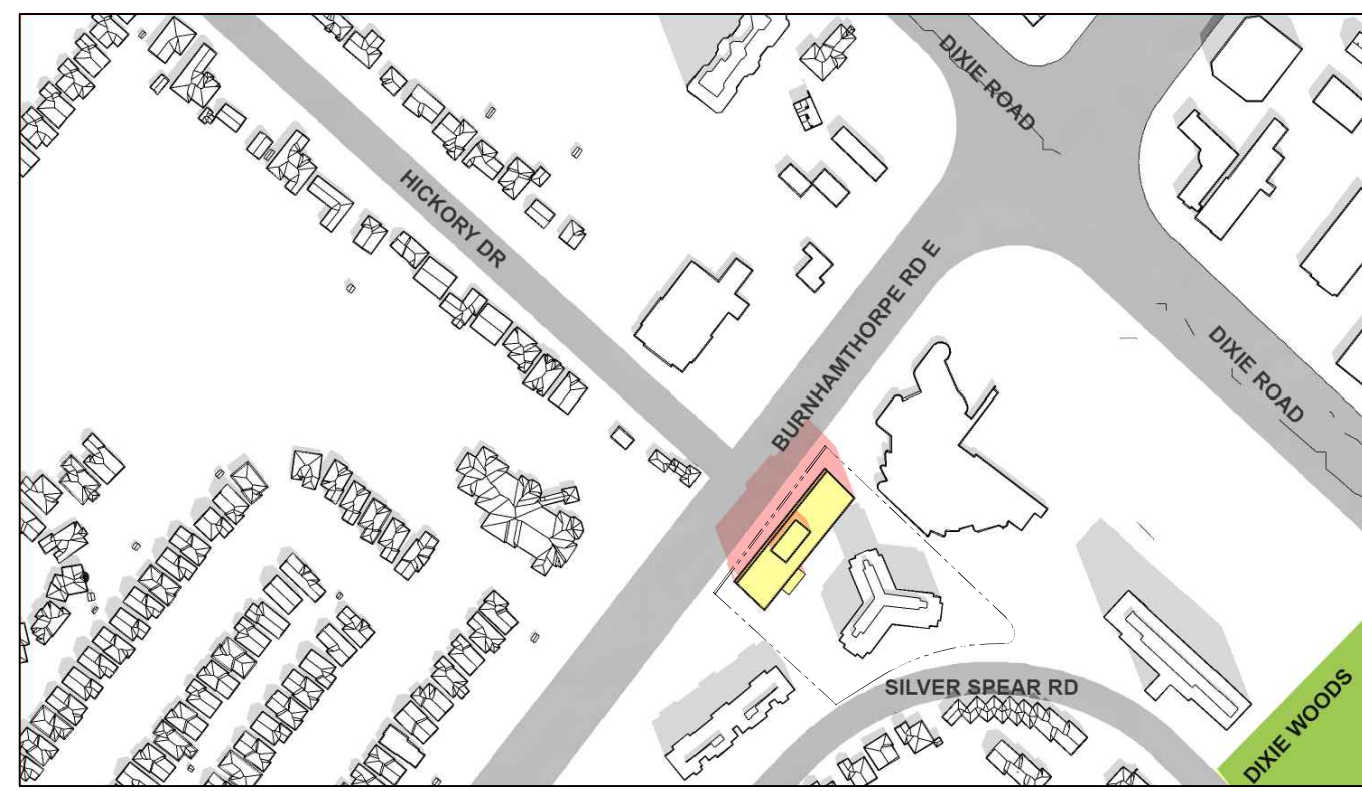 DIXIE ROAD
HICKORY DR
BURNHAMTHORPE RD E
DIXIE ROAD
SILVER SPEAR RD
DIXIE WOODS